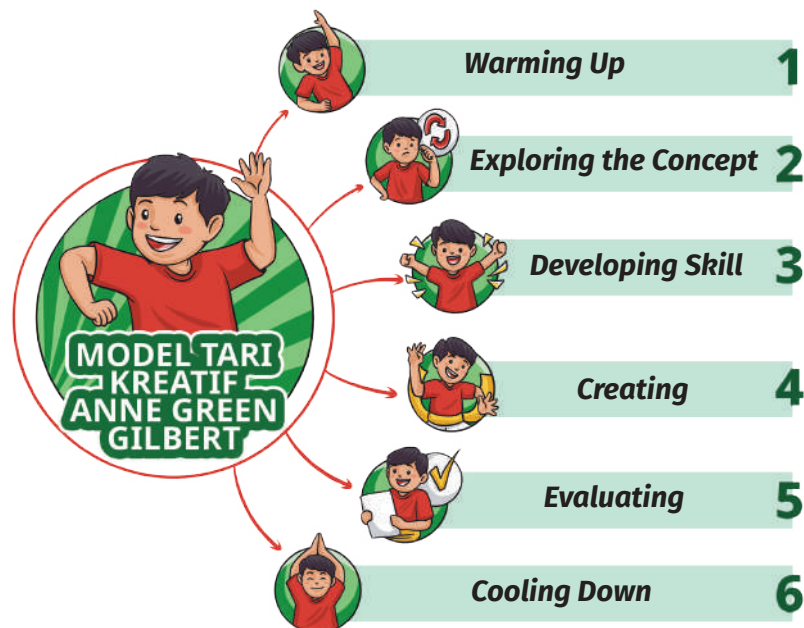 MODEL TARI
KREATIF
ANNE GREEN
GILBERT
Warming Up 1
Exploring the Concept 2
Developing Skill 3
Creating 4
Evaluating 5
Cooling Down 6